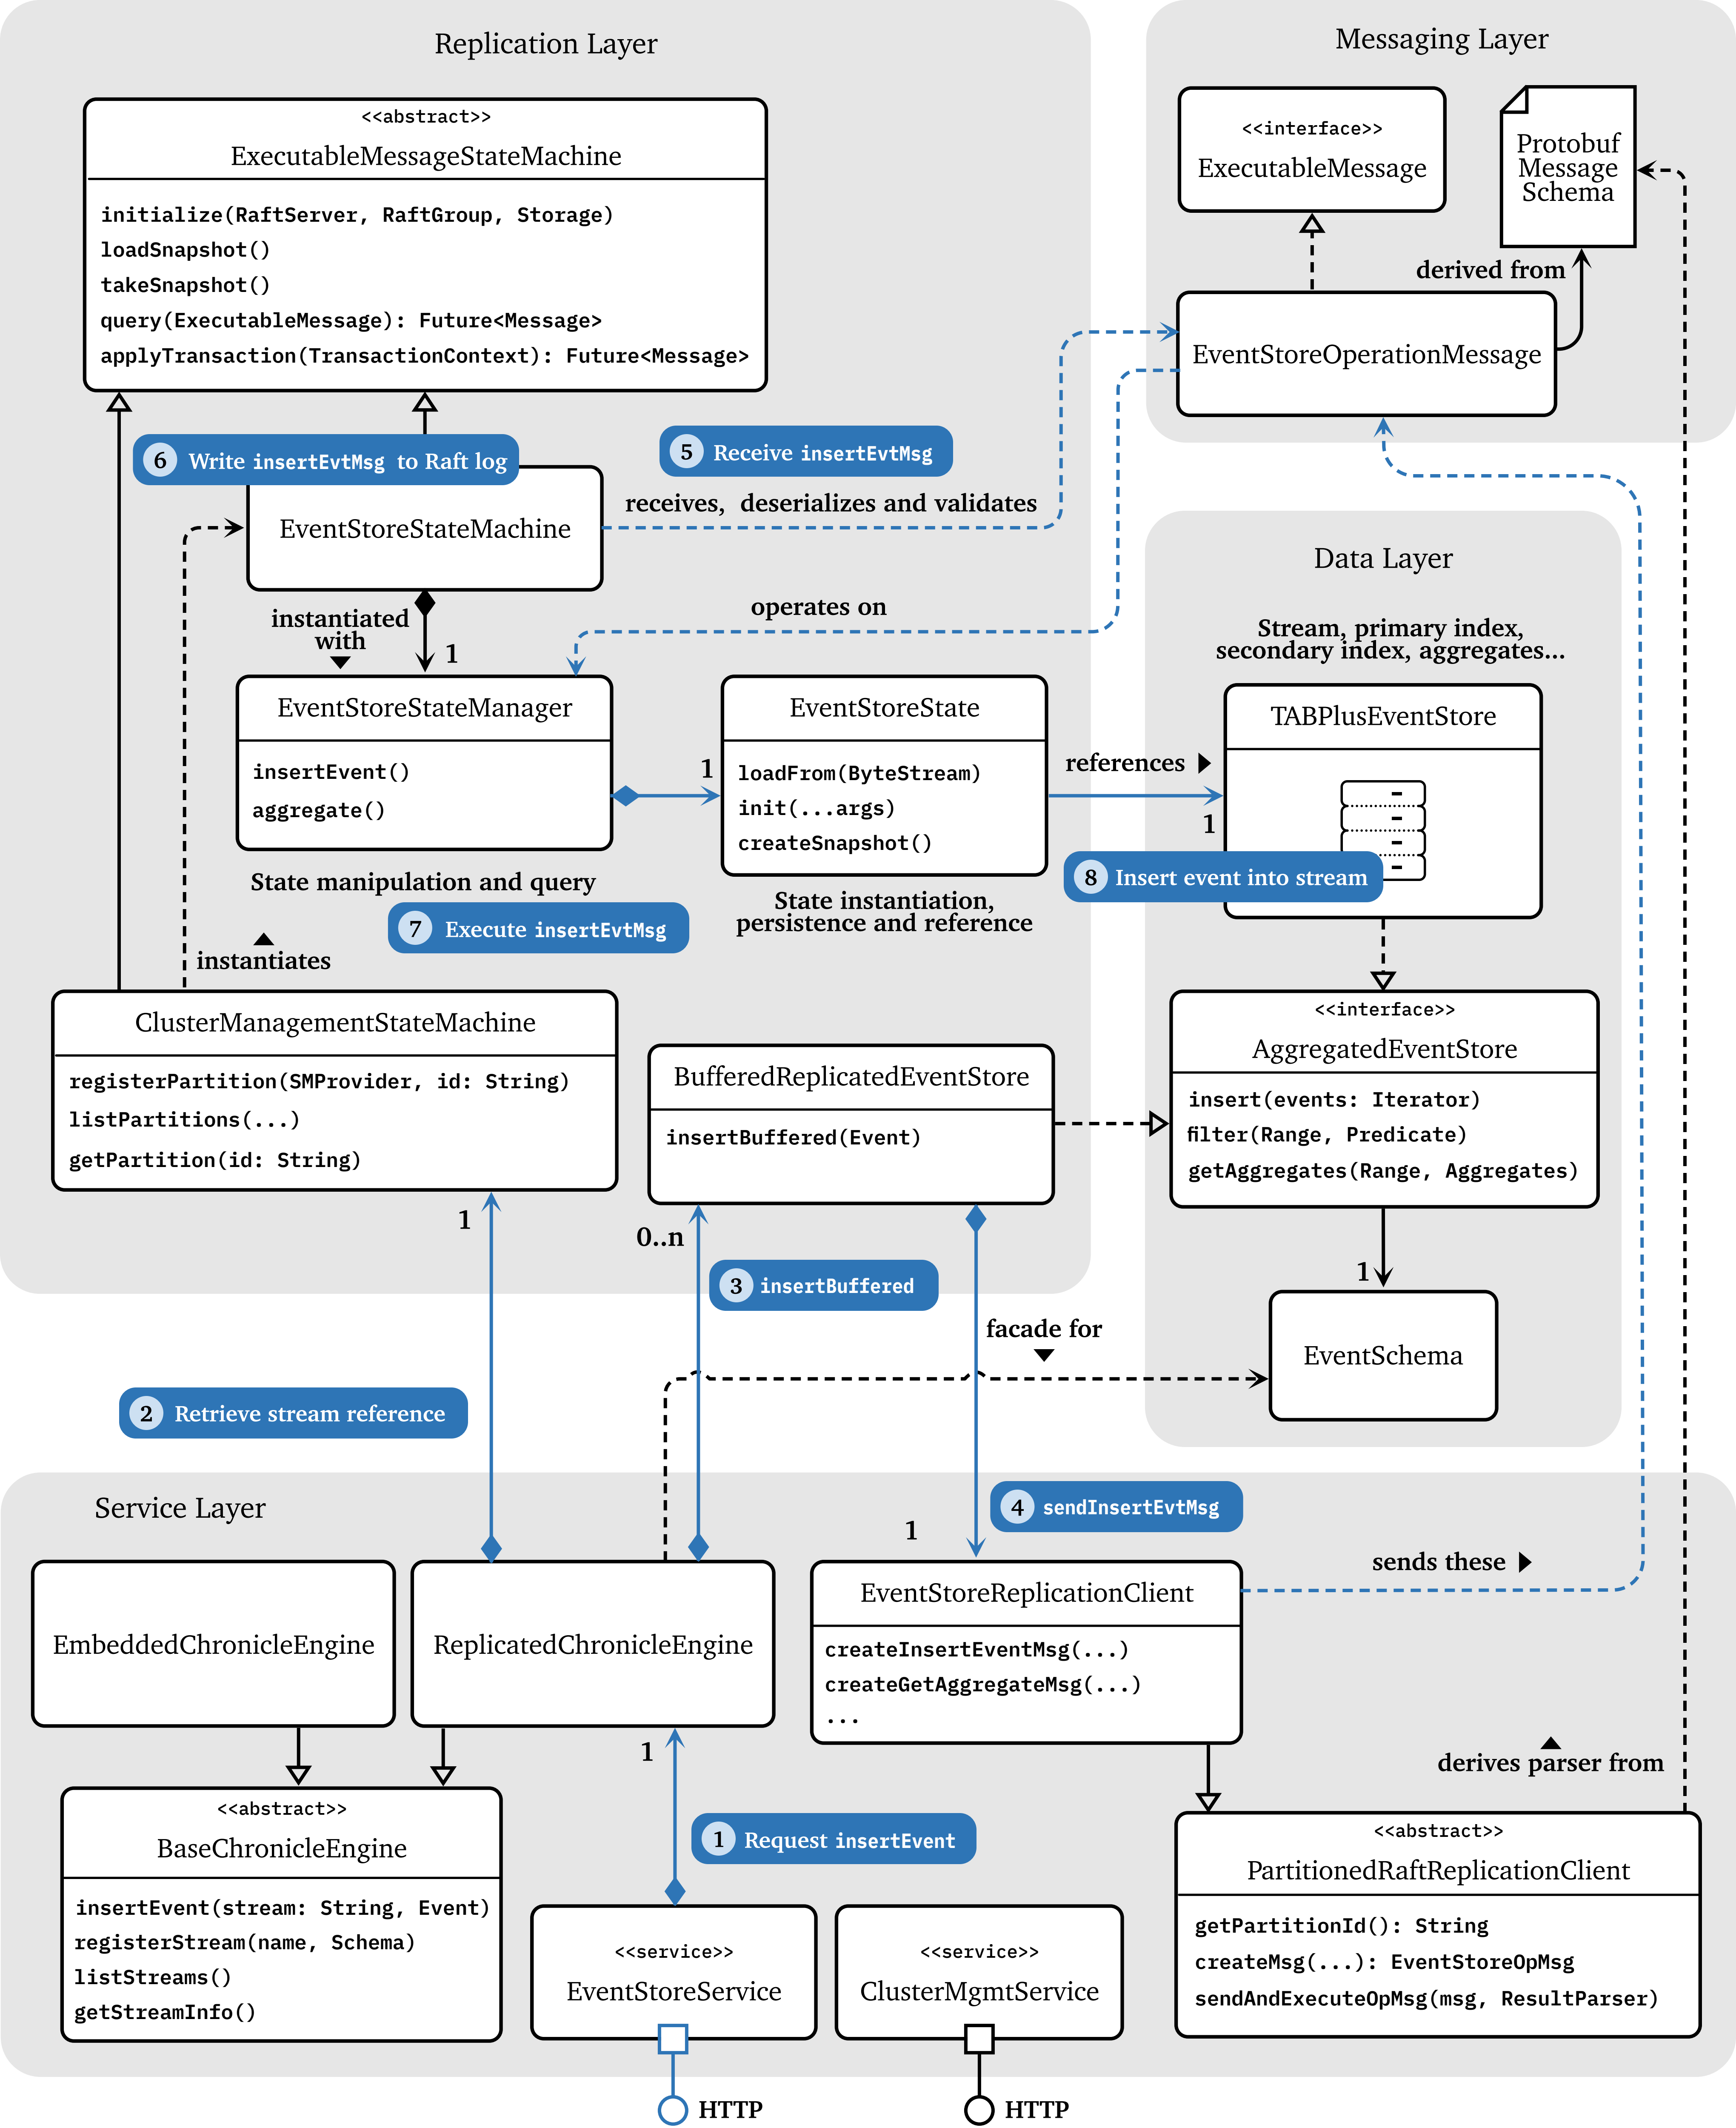 Replication Layer
<<abstract>>
ExecutableMessageStateMachine
initialize(RaftServer, RaftGroup, Storage)
loadSnapshot()
takeSnapshot()
query(ExecutableMessage): Future<Message>
applyTransaction(TransactionContext): Future<Message>
Messaging Layer
<<interface>>
ExecutableMessage
Protobuf
Message
Schema
derived from
EventStoreOperationMessage
6 Write insertEvtMsg to Raft log
5 Receive insertEvtMsg
receives, deserializes and validates
EventStoreStateMachine
operates on
instantiated
with
1
EventStoreStateManager
insertEvent()
aggregate()
State manipulation and query
7 Execute insertEvtMsg
1
EventStoreState
loadFrom(ByteStream)
init(...args)
createSnapshot()
State instantiation,
persistence and reference
references
1
Data Layer
Stream, primary index,
secondary index, aggregates...
TABPlusEventStore
8 Insert event into stream
<<interface>>
AggregatedEventStore
insert(events: Iterator)
filter(Range, Predicate)
getAggregates(Range, Aggregates)
1
EventSchema
instantiates
ClusterManagementStateMachine
registerPartition(SMProvider, id: String)
listPartitions(...)
getPartition(id: String)
BufferedReplicatedEventStore
insertBuffered(Event)
1
0..n
3 insertBuffered
facade for
2 Retrieve stream reference
Service Layer
4 sendInsertEvtMsg
1
sends these
EmbeddedChronicleEngine
ReplicatedChronicleEngine
EventStoreReplicationClient
createInsertEventMsg(...)
createGetAggregateMsg(...)
...
1
derives parser from
<<abstract>>
BaseChronicleEngine
insertEvent(stream: String, Event)
registerStream(name, Schema)
listStreams()
getStreamInfo()
1 Request insertEvent
<<service>>
EventStoreService
HTTP
<<service>>
ClusterMgmtService
HTTP
<<abstract>>
PartitionedRaftReplicationClient
getPartitionId(): String
createMsg(...): EventStoreOpMsg
sendAndExecuteOpMsg(msg, ResultParser)